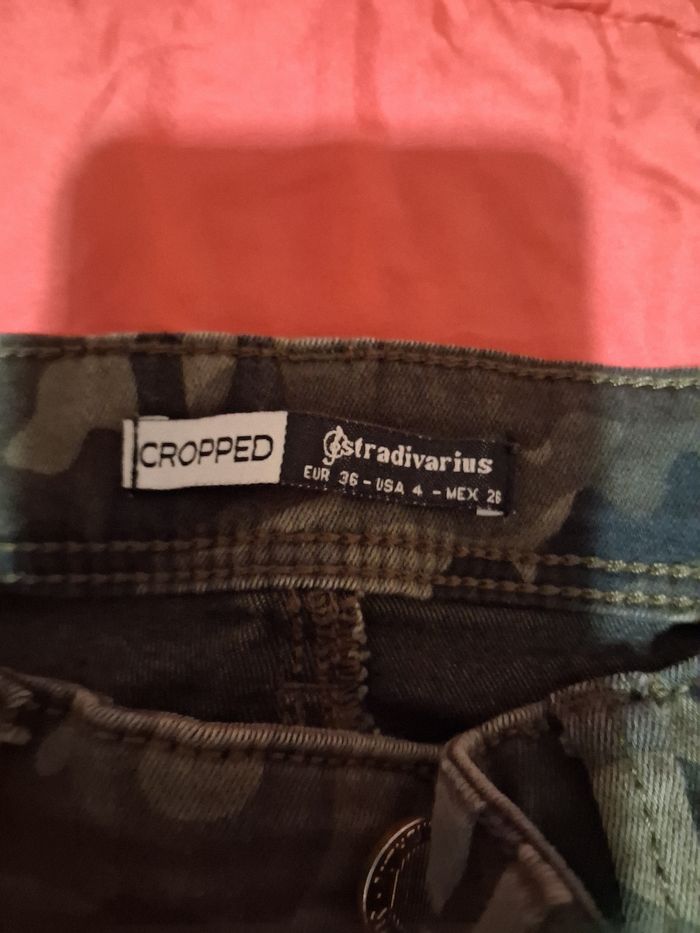 CROPPED
stradivarius
EUR 36 - USA 4 - MEX 26